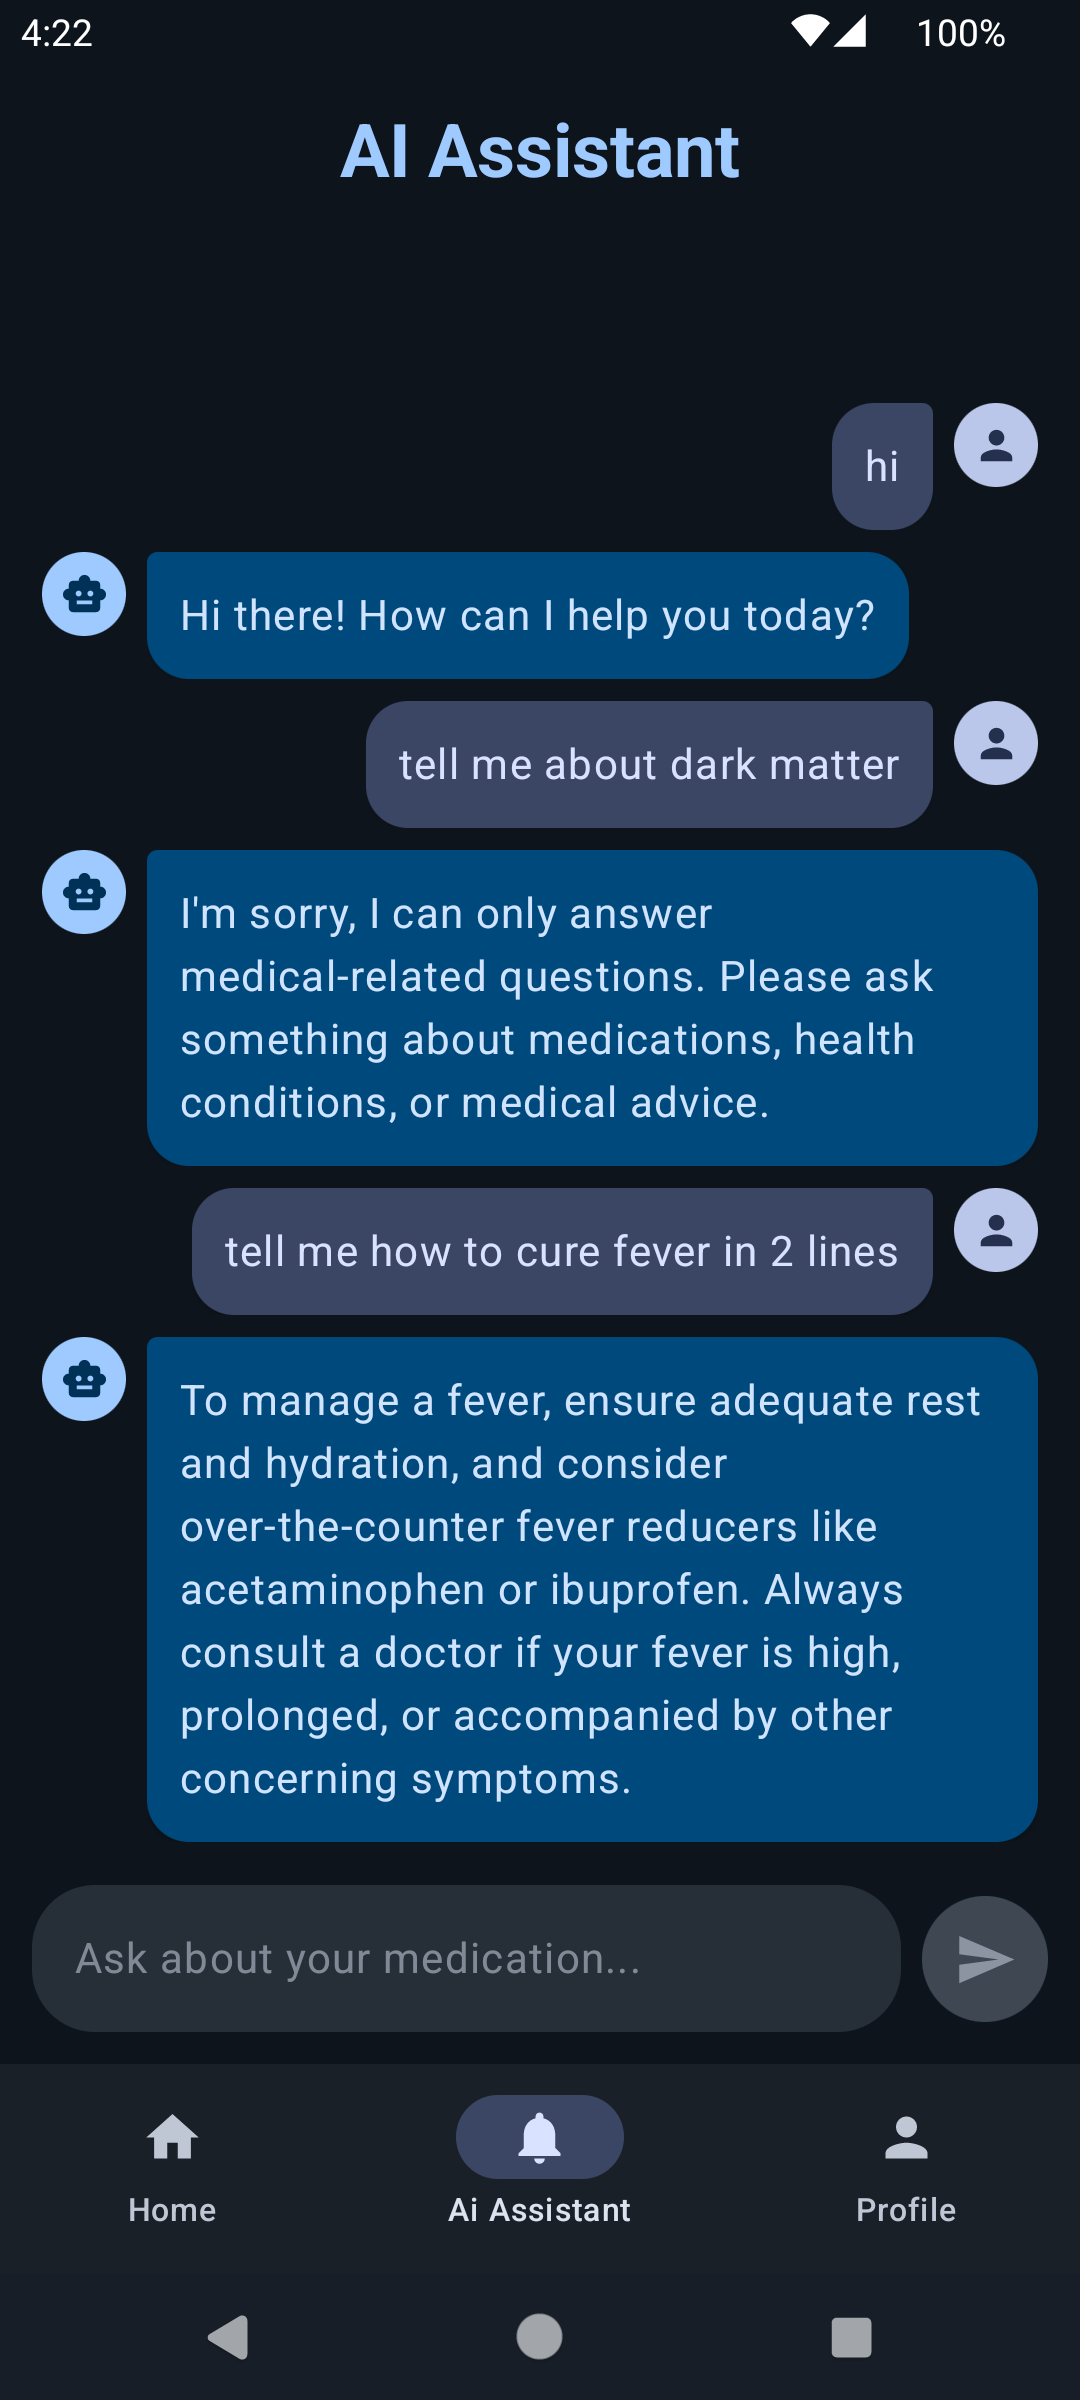 4:22
100%
AI Assistant
hi
Hi there! How can I help you today?
tell me about dark matter
I'm sorry, I can only answer
medical-related questions. Please ask
something about medications, health
conditions, or medical advice.
tell me how to cure fever in 2 lines
To manage a fever, ensure adequate rest
and hydration, and consider
over-the-counter fever reducers like
acetaminophen or ibuprofen. Always
consult a doctor if your fever is high,
prolonged, or accompanied by other
concerning symptoms.
Ask about your medication...
Home
Ai Assistant
Profile